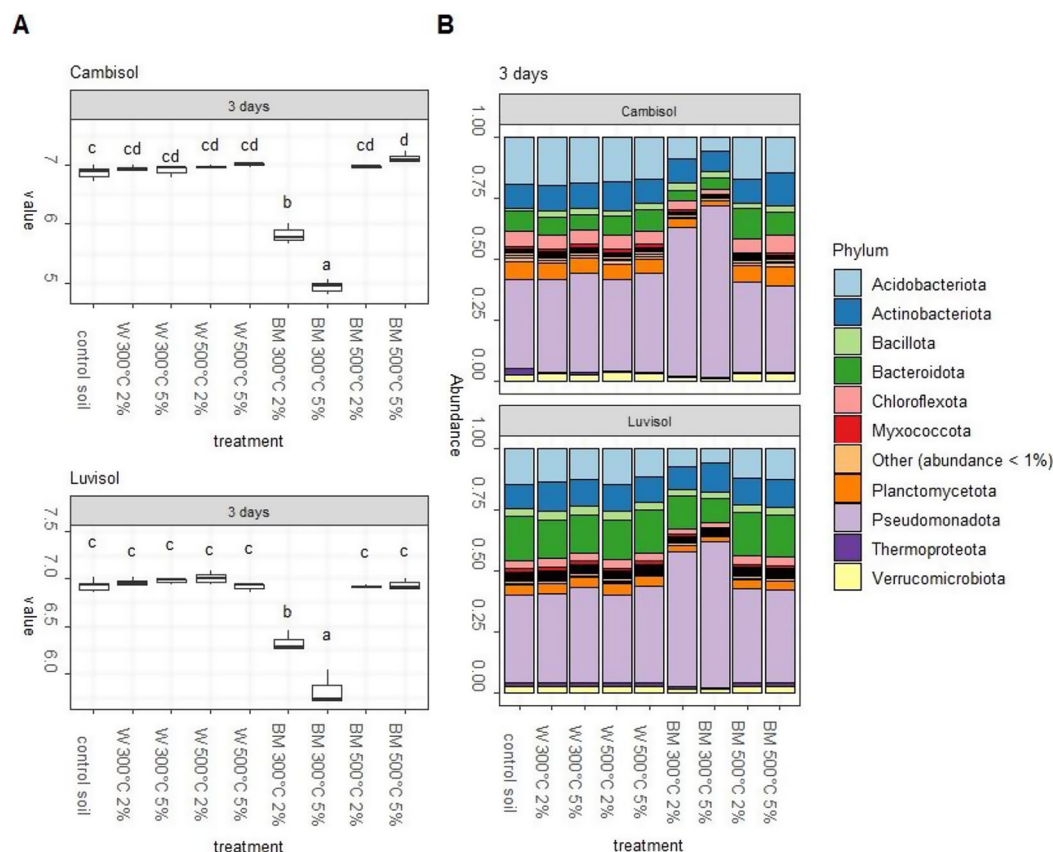 A
Cambisol
3 days
c
cd
cd
cd
cd
b
a
cd
d
7
6
5
value
control soil
W 300°C 2%
W 300°C 5%
W 500°C 2%
W 500°C 5%
BM 300°C 2%
BM 300°C 5%
BM 500°C 2%
BM 500°C 5%
treatment
Luvisol
3 days
c
c
c
c
c
b
a
c
c
7.5
7.0
6.5
6.0
value
control soil
W 300°C 2%
W 300°C 5%
W 500°C 2%
W 500°C 5%
BM 300°C 2%
BM 300°C 5%
BM 500°C 2%
BM 500°C 5%
treatment
B
3 days
Cambisol
1.00
0.75
0.50
0.25
0.00
Abundance
Luvisol
1.00
0.75
0.50
0.25
0.00
control soil
W 300°C 2%
W 300°C 5%
W 500°C 2%
W 500°C 5%
BM 300°C 2%
BM 300°C 5%
BM 500°C 2%
BM 500°C 5%
treatment
Phylum
Acidobacteriota
Actinobacteriota
Bacillota
Bacteroidota
Chloroflexota
Myxococcota
Other (abundance < 1%)
Planctomycetota
Pseudomonadota
Thermoproteota
Verrucomicrobiota